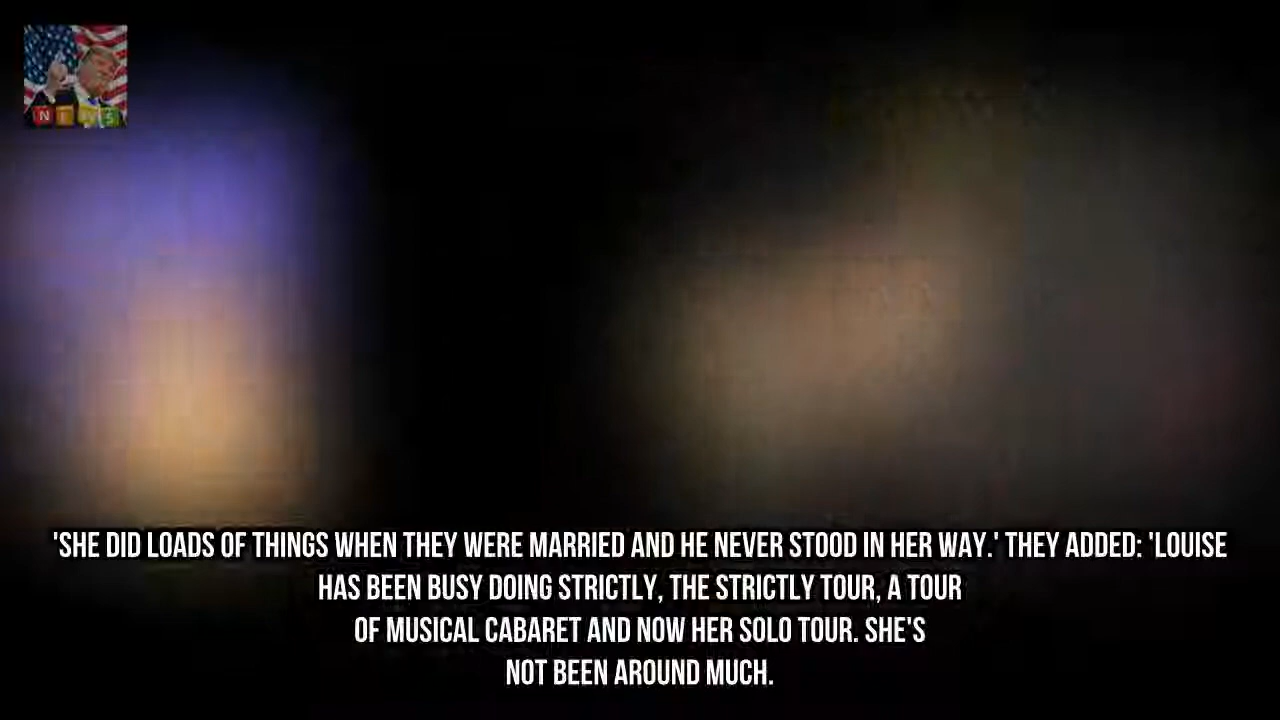 NEWS
'SHE DID LOADS OF THINGS WHEN THEY WERE MARRIED AND HE NEVER STOOD IN HER WAY.' THEY ADDED: 'LOUISE
HAS BEEN BUSY DOING STRICTLY, THE STRICTLY TOUR, A TOUR
OF MUSICAL CABARET AND NOW HER SOLO TOUR. SHE'S
NOT BEEN AROUND MUCH.